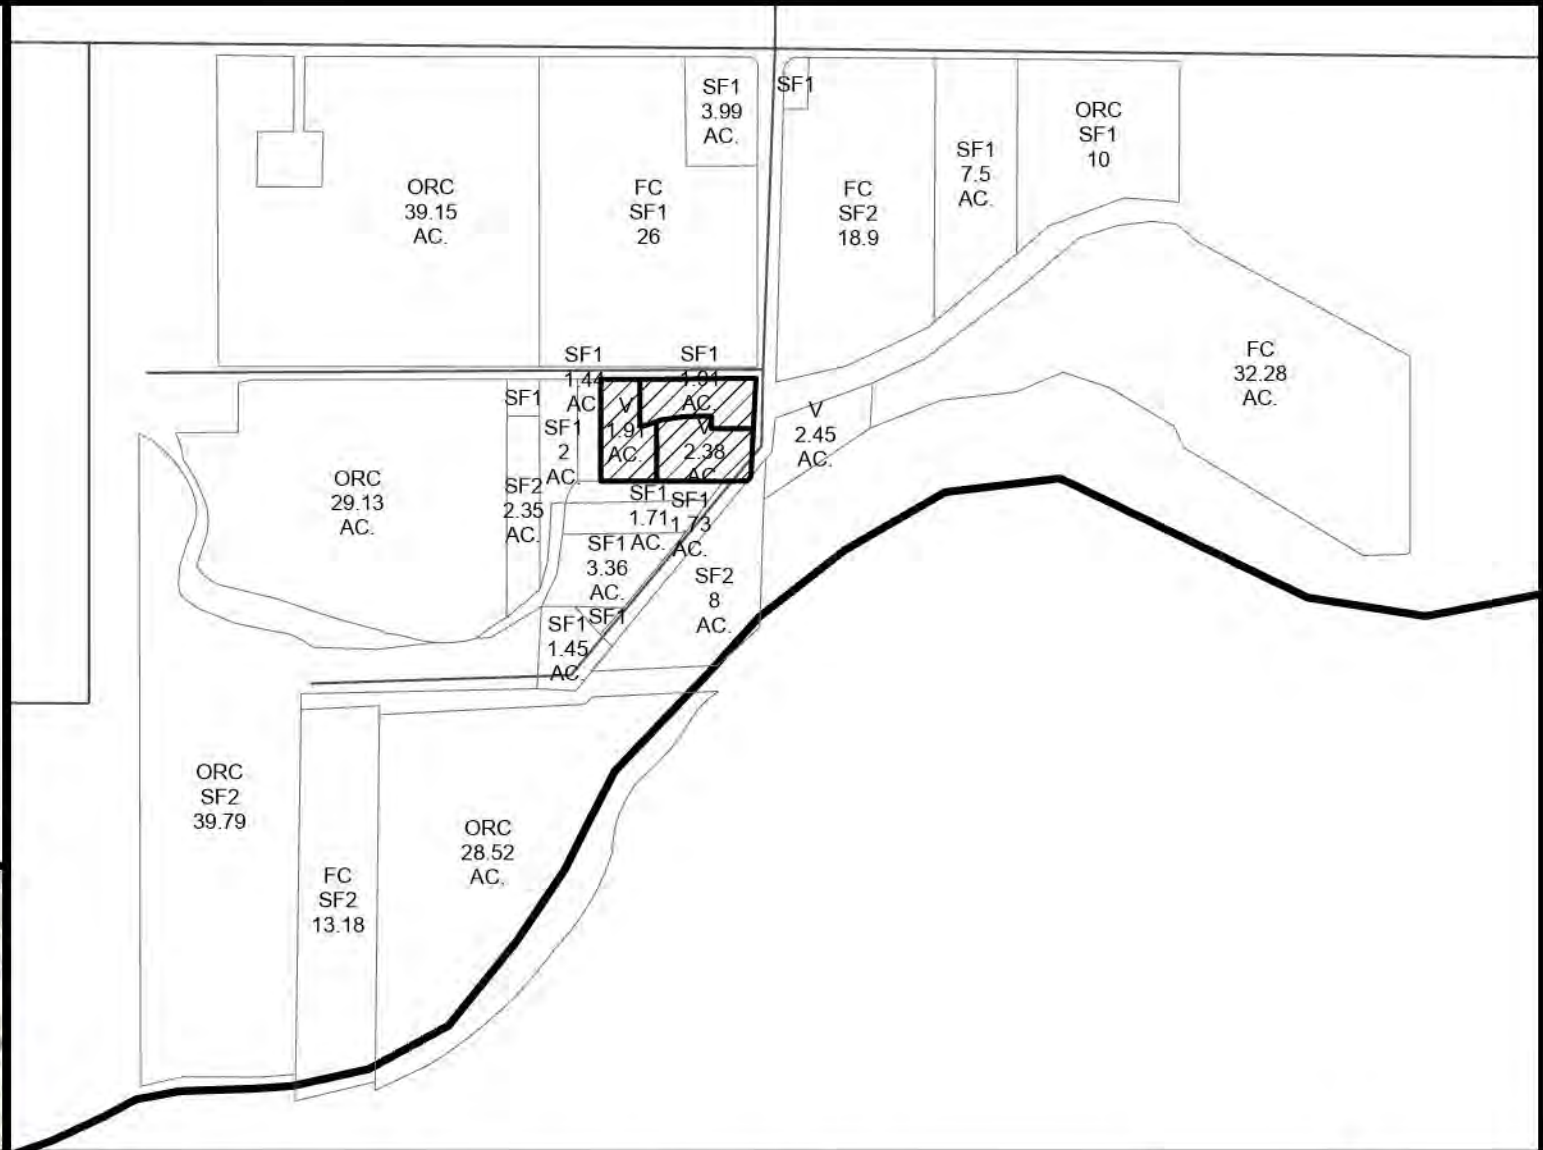 SF1
3.99
AC.
SF1
ORC
SF1
10
SF1
7.5
AC.
ORC
39.15
AC.
FC
SF1
26
FC
SF2
18.9
FC
32.28
AC.
SF1
1.44
AC
SF1
1.01
AC.
SF1
V
1.91
AC.
V
2.38
AC
V
2.45
AC.
SF1
2
AC.
ORC
29.13
AC.
SF2
2.35
AC.
SF1
1.71
AC.
SF1
1.73
AC.
SF1
3.36
AC.
SF2
8
AC.
SF1
SF1
1.45
AC.
ORC
SF2
39.79
ORC
28.52
AC.
FC
SF2
13.18